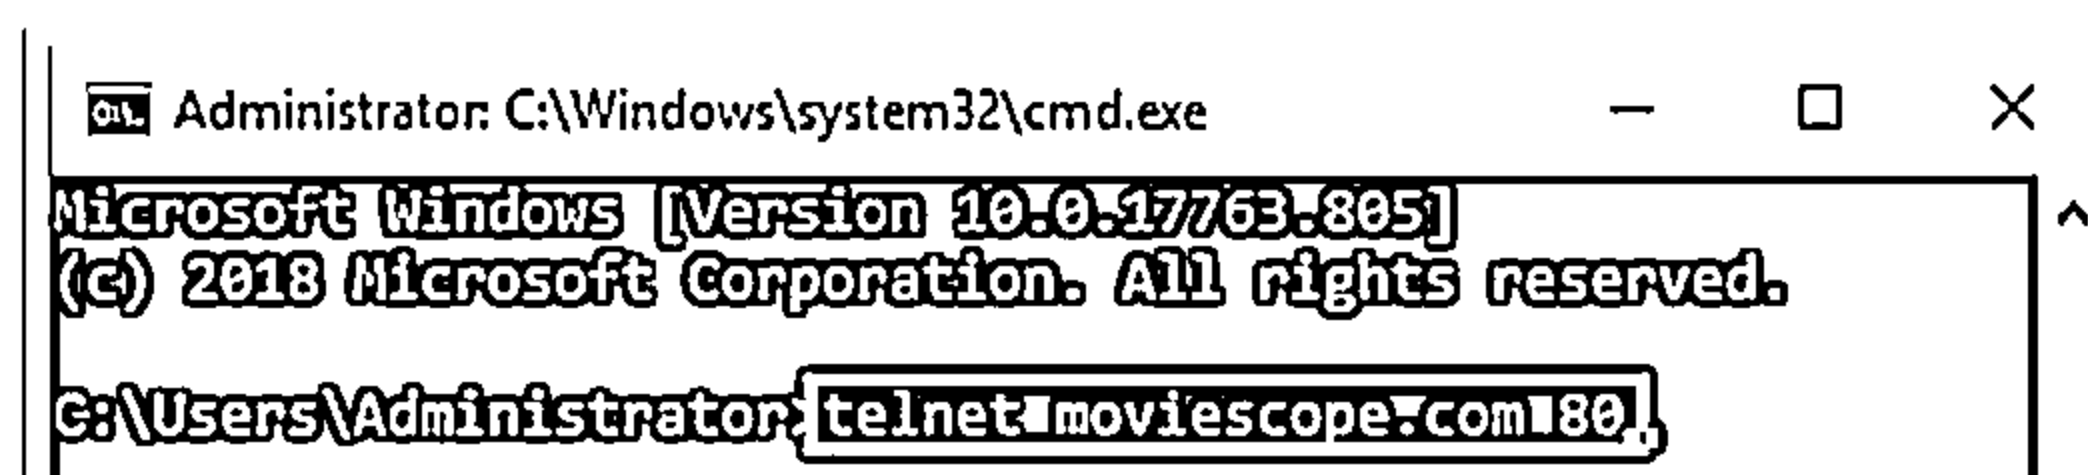 Administrator: C:\Windows\system32\cmd.exe
Microsoft Windows [Version 10.0.17763.805]
(c) 2018 Microsoft Corporation. All rights reserved.
C:\Users\Administrator>telnet moviescope.com 80